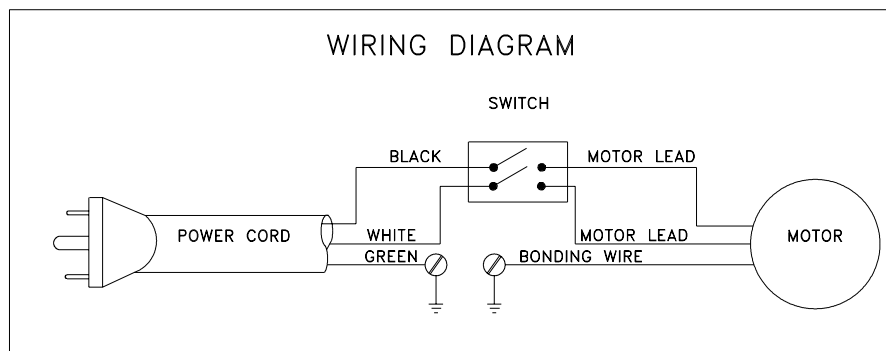 WIRING DIAGRAM
SWITCH
BLACK
MOTOR LEAD
POWER CORD
WHITE
MOTOR LEAD
MOTOR
GREEN
BONDING WIRE